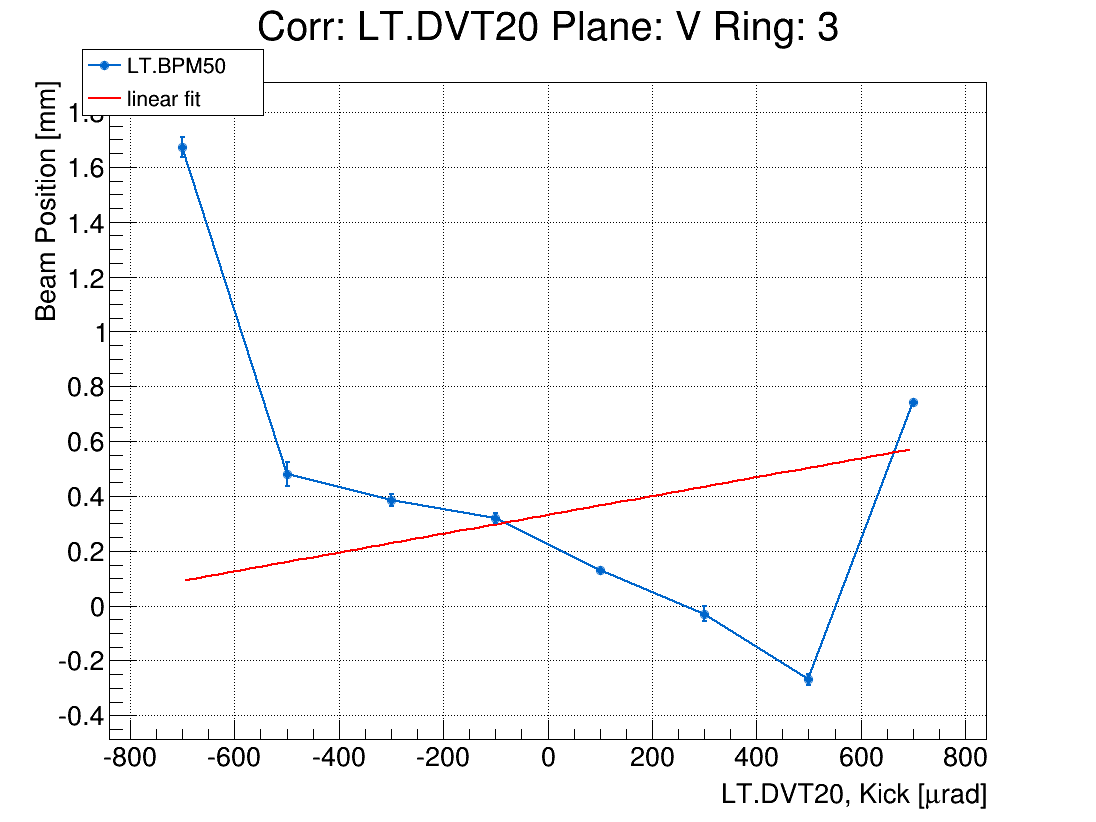 Corr: LT.DVT20 Plane: V Ring: 3
LT.BPM50
linear fit
Beam Position [mm]
1.6
1.4
1.2
1
0.8
0.6
0.4
0.2
0
-0.2
-0.4
-800 -600 -400 -200 0 200 400 600 800
LT.DVT20, Kick [μrad]